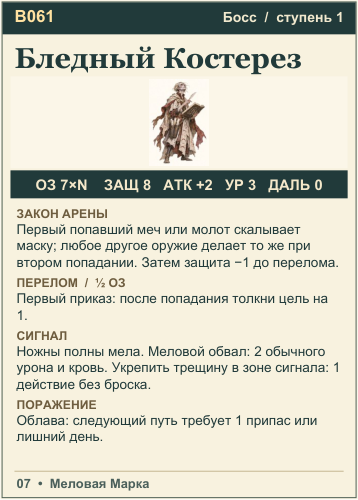 B061
Босс / ступень 1
Бледный Костерез
ОЗ 7×N ЗАЩ 8 АТК +2 УР 3 ДАЛЬ 0
ЗАКОН АРЕНЫ
Первый попавший меч или молот скалывает
маску; любое другое оружие делает то же при
втором попадании. Затем защита −1 до перелома.
ПЕРЕЛОМ / ½ ОЗ
Первый приказ: после попадания толкни цель на
1.
СИГНАЛ
Ножны полны мела. Меловой обвал: 2 обычного
урона и кровь. Укрепить трещину в зоне сигнала: 1
действие без броска.
ПОРАЖЕНИЕ
Облава: следующий путь требует 1 припас или
лишний день.
07 • Меловая Марка